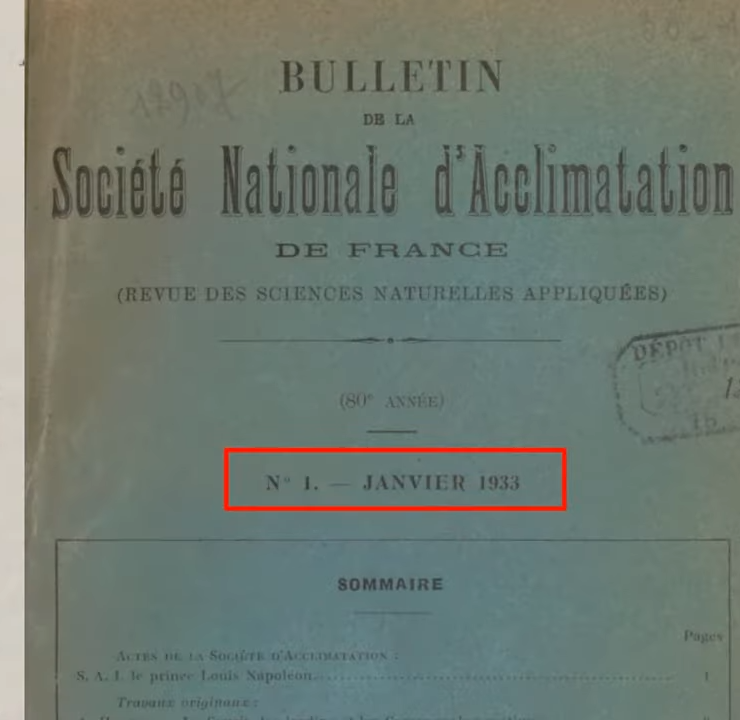 BULLETIN
DE LA
Société Nationale d'Acclimatation
DE FRANCE
(REVUE DES SCIENCES NATURELLES APPLIQUÉES)
DÉPOT
(80e ANNÉE)
N° 1. — JANVIER 1933
SOMMAIRE
Pages
ACTES DE LA SOCIÉTÉ D'ACCLIMATATION :
S. A. I. le prince Louis Napoléon 1
Travaux originaux :